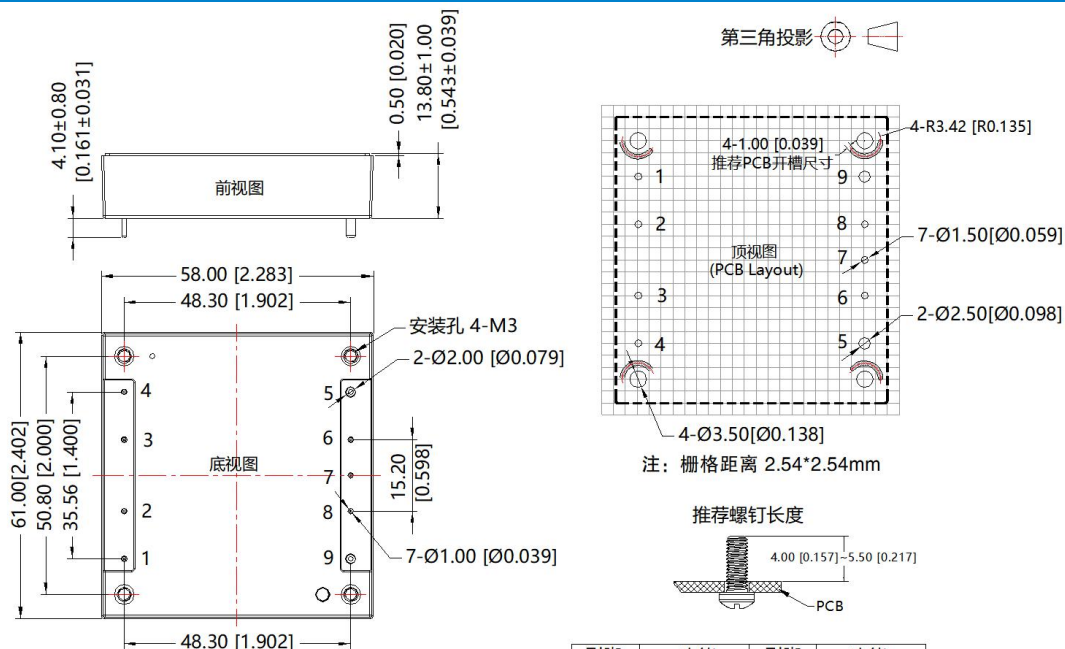 第三角投影
4.10±0.80
[0.161±0.031]
0.50 [0.020]
13.80±1.00
[0.543±0.039]
前视图
58.00 [2.283]
48.30 [1.902]
安装孔 4-M3
2-Ø2.00 [Ø0.079]
61.00[2.402]
50.80 [2.000]
35.56 [1.400]
4
3
2
1
底视图
5
6
7
8
9
15.20
[0.598]
7-Ø1.00 [Ø0.039]
48.30 [1.902]
4-R3.42 [R0.135]
4-1.00 [0.039]
推荐PCB开槽尺寸
1
2
3
4
9
8
7
6
5
顶视图
(PCB Layout)
7-Ø1.50[Ø0.059]
2-Ø2.50[Ø0.098]
4-Ø3.50[Ø0.138]
注：栅格距离 2.54*2.54mm
推荐螺钉长度
4.00 [0.157]~5.50 [0.217]
PCB